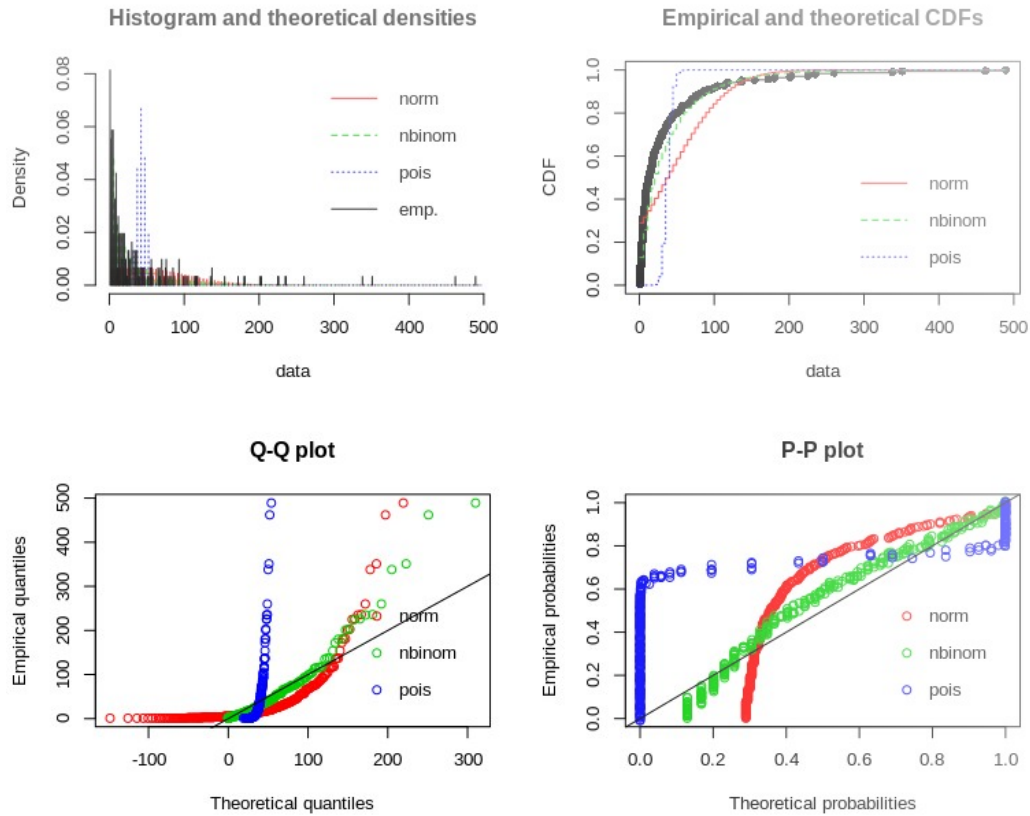 Histogram and theoretical densities
Density
0.00
0.02
0.04
0.06
0.08
0
100
200
300
400
500
data
norm
nbinom
pois
emp.
Empirical and theoretical CDFs
CDF
0.0
0.2
0.4
0.6
0.8
1.0
0
100
200
300
400
500
data
norm
nbinom
pois
Q-Q plot
Empirical quantiles
0
100
200
300
400
500
-100
0
100
200
300
Theoretical quantiles
norm
nbinom
pois
P-P plot
Empirical probabilities
0.0
0.2
0.4
0.6
0.8
1.0
0.0
0.2
0.4
0.6
0.8
1.0
Theoretical probabilities
norm
nbinom
pois